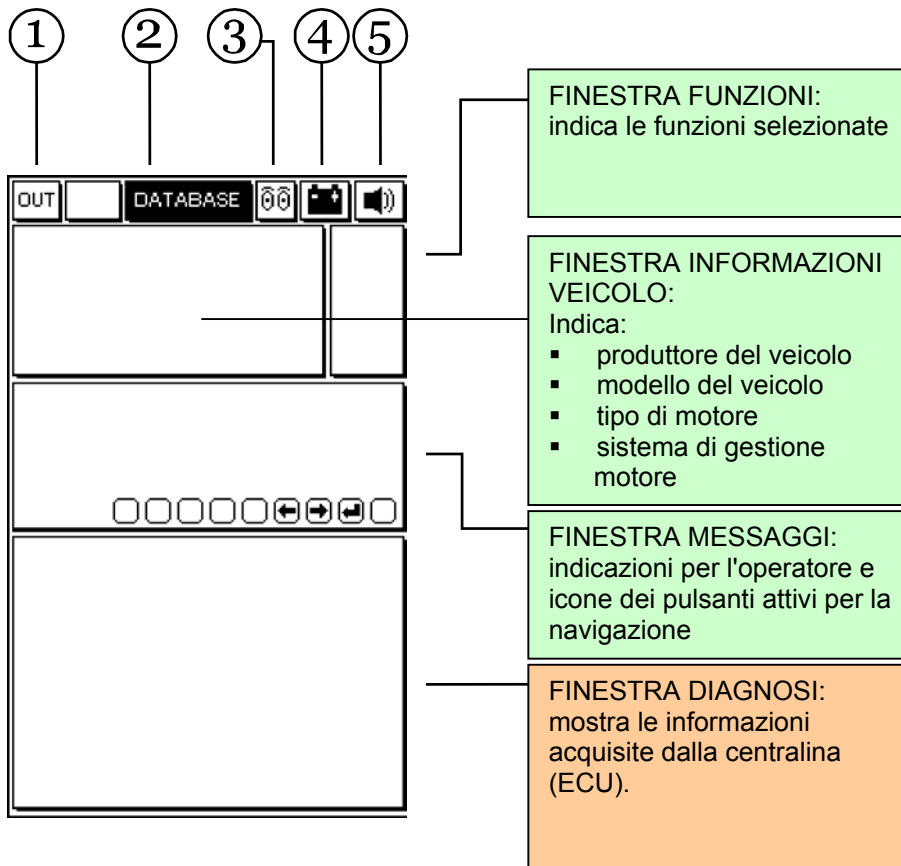 1 2 3 4 5
OUT DATABASE
FINESTRA FUNZIONI:
indica le funzioni selezionate
FINESTRA INFORMAZIONI
VEICOLO:
Indica:
▪ produttore del veicolo
▪ modello del veicolo
▪ tipo di motore
▪ sistema di gestione
motore
FINESTRA MESSAGGI:
indicazioni per l'operatore e
icone dei pulsanti attivi per la
navigazione
FINESTRA DIAGNOSI:
mostra le informazioni
acquisite dalla centralina
(ECU).